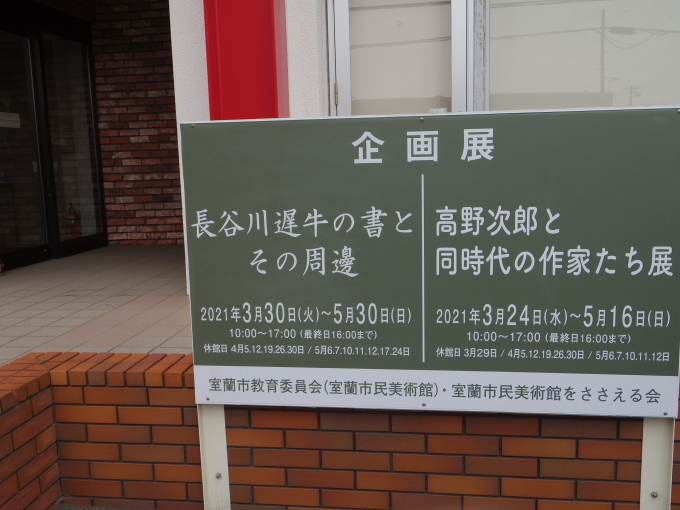 企画展
長谷川遅牛の書と
その周邊
2021年3月30日(火)~5月30日(日)
10:00~17:00 (最終日16:00まで)
休館日 4月5.12.19.26.30日 / 5月6.7.10.11.12.17.24日
高野次郎と
同時代の作家たち展
2021年3月24日(水)~5月16日(日)
10:00~17:00 (最終日16:00まで)
休館日 3月29日 / 4月5.12.19.26.30日 / 5月6.7.10.11.12日
室蘭市教育委員会(室蘭市民美術館)・室蘭市民美術館をささえる会